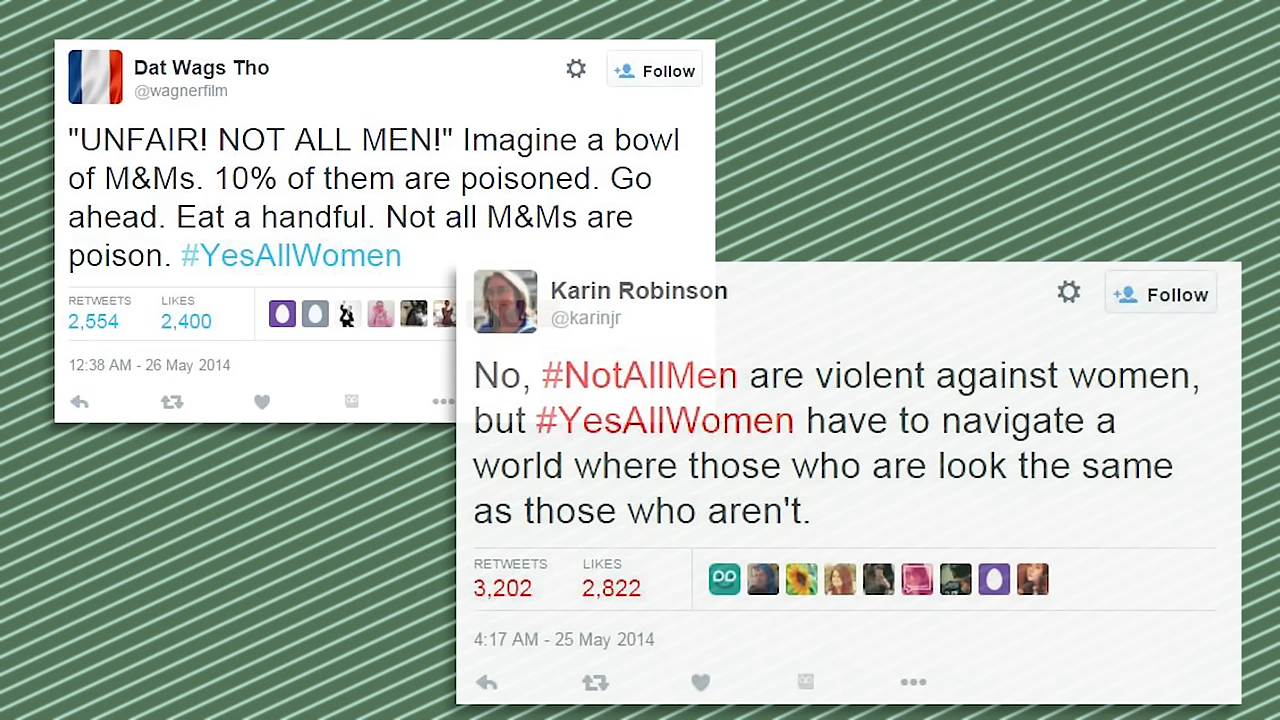 Dat Wags Tho
@wagnerfilm
Follow
"UNFAIR! NOT ALL MEN!" Imagine a bowl
of M&Ms. 10% of them are poisoned. Go
ahead. Eat a handful. Not all M&Ms are
poison. #YesAllWomen
RETWEETS LIKES
2,554 2,400
12:38 AM - 26 May 2014
Karin Robinson
@karinjr
Follow
No, #NotAllMen are violent against women,
but #YesAllWomen have to navigate a
world where those who are look the same
as those who aren't.
RETWEETS LIKES
3,202 2,822
4:17 AM - 25 May 2014